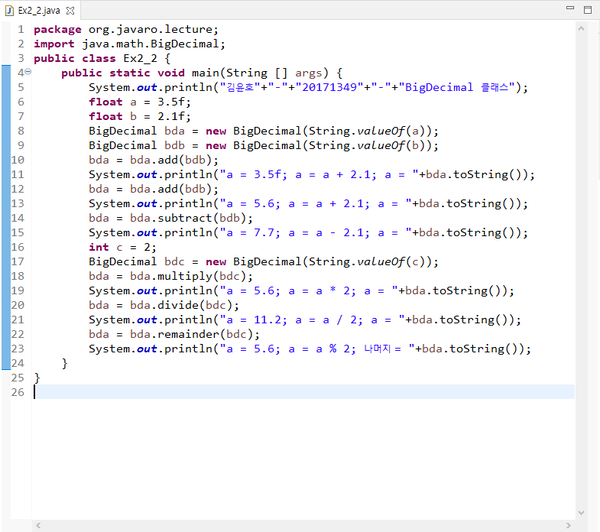 Ex2_2.java
1 package org.javaro.lecture;
2 import java.math.BigDecimal;
3 public class Ex2_2 {
4 public static void main(String [] args) {
5 System.out.println("김윤호"+"-"+"20171349"+"-"+"BigDecimal 클래스");
6 float a = 3.5f;
7 float b = 2.1f;
8 BigDecimal bda = new BigDecimal(String.valueOf(a));
9 BigDecimal bdb = new BigDecimal(String.valueOf(b));
10 bda = bda.add(bdb);
11 System.out.println("a = 3.5f; a = a + 2.1; a = "+bda.toString());
12 bda = bda.add(bdb);
13 System.out.println("a = 5.6; a = a + 2.1; a = "+bda.toString());
14 bda = bda.subtract(bdb);
15 System.out.println("a = 7.7; a = a - 2.1; a = "+bda.toString());
16 int c = 2;
17 BigDecimal bdc = new BigDecimal(String.valueOf(c));
18 bda = bda.multiply(bdc);
19 System.out.println("a = 5.6; a = a * 2; a = "+bda.toString());
20 bda = bda.divide(bdc);
21 System.out.println("a = 11.2; a = a / 2; a = "+bda.toString());
22 bda = bda.remainder(bdc);
23 System.out.println("a = 5.6; a = a % 2; 나머지 = "+bda.toString());
24 }
25 }
26